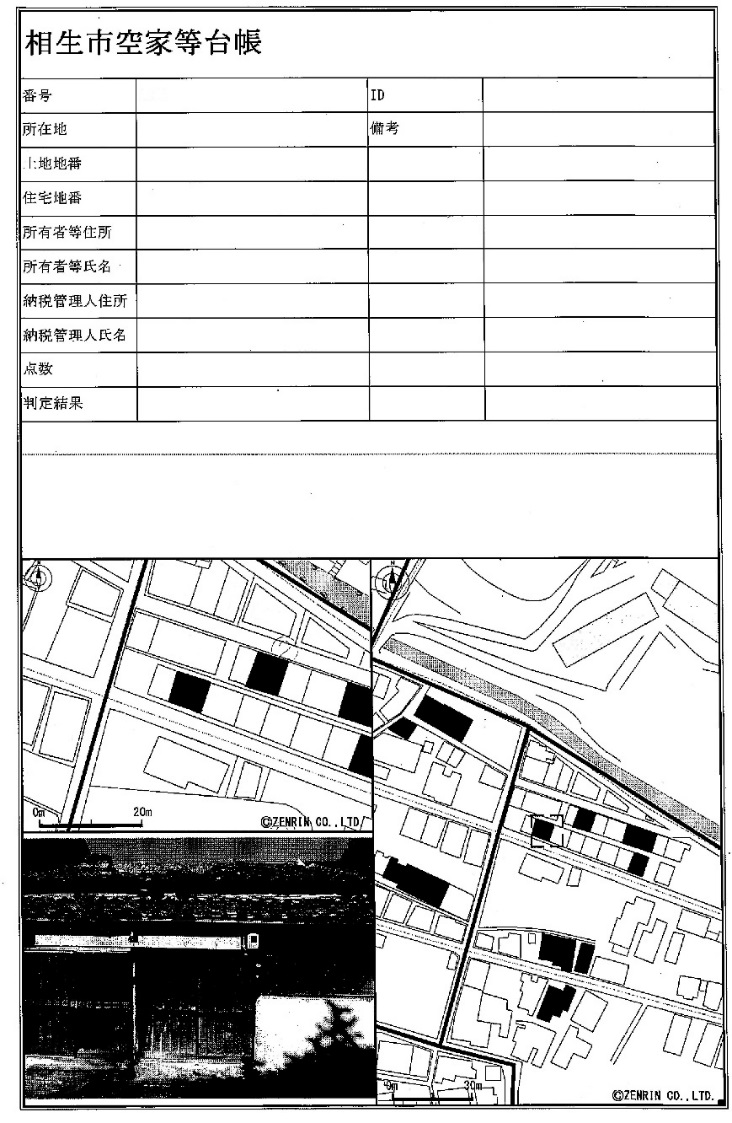 相生市空家等台帳
番号 ID
所在地 備考
土地地番
住宅地番
所有者等住所
所有者等氏名
納税管理人住所
納税管理人氏名
点数
判定結果
0m 20m
©ZENRIN CO.,LTD.
0m 30m
©ZENRIN CO.,LTD.